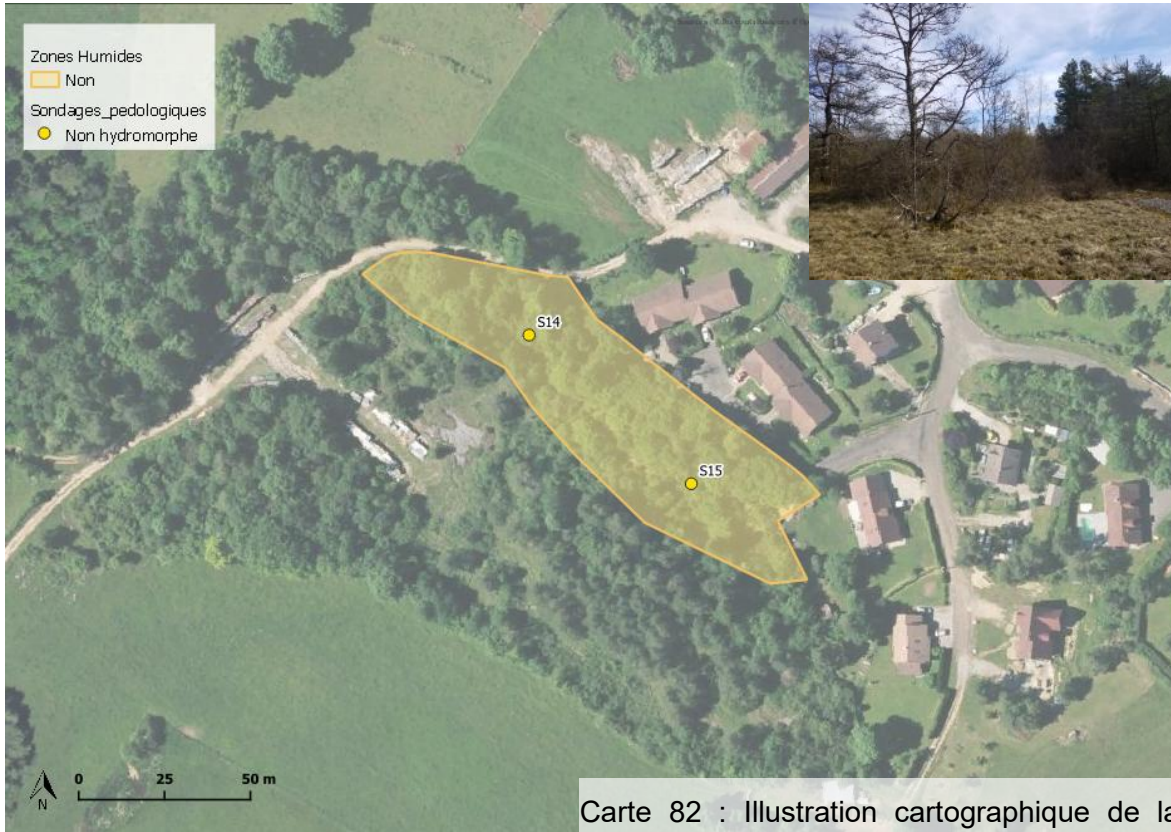 Zones Humides
Non
Sondages_pedologiques
Non hydromorphe
S14
S15
0 25 50 m
N
Carte 82 : Illustration cartographique de la